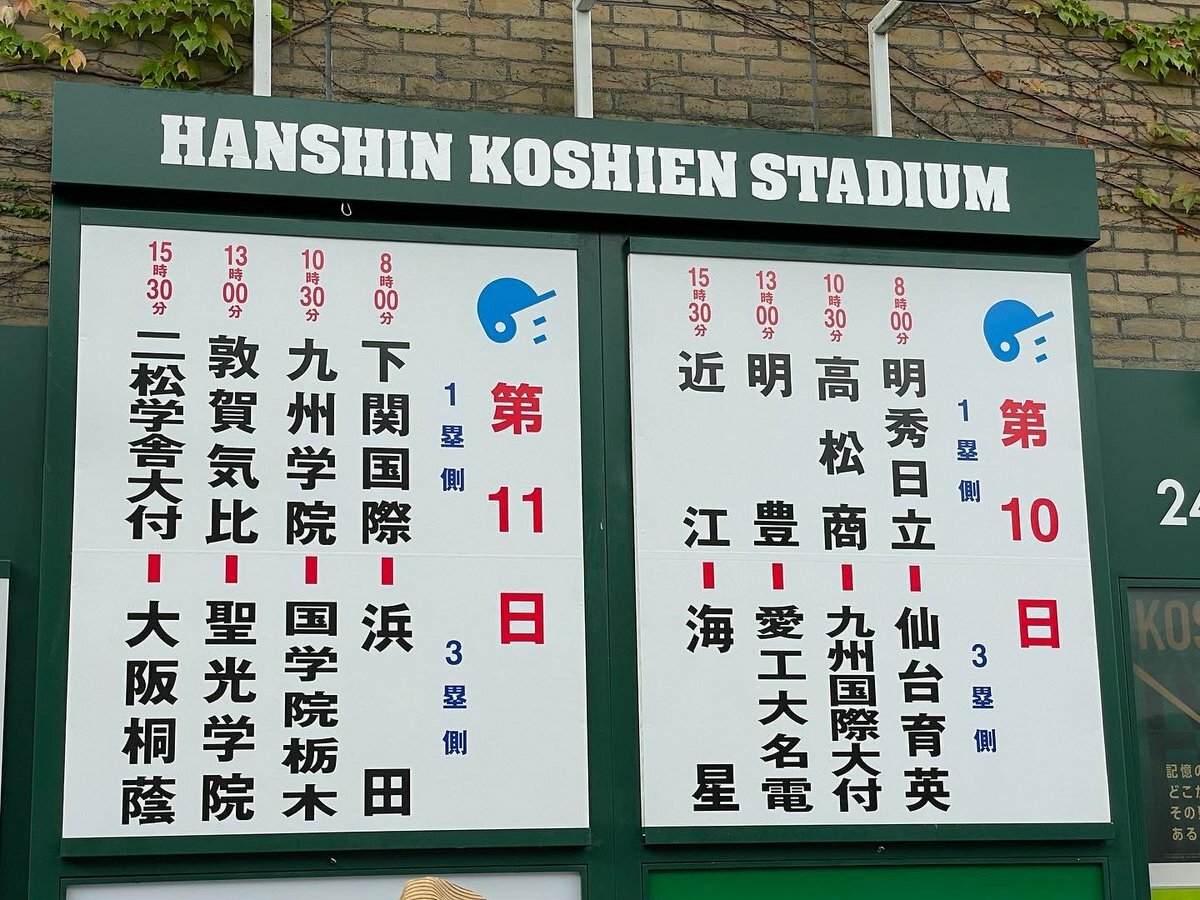 HANSHIN KOSHIEN STADIUM
第10日
1塁側
3塁側
8時00分
明秀日立
仙台育英
10時30分
高松商
九州国際大付
13時00分
明豊
愛工大名電
15時30分
近江
海星
第11日
1塁側
3塁側
8時00分
下関国際
浜田
10時30分
九州学院
国学院栃木
13時00分
敦賀気比
聖光学院
15時30分
二松学舎大付
大阪桐蔭
24